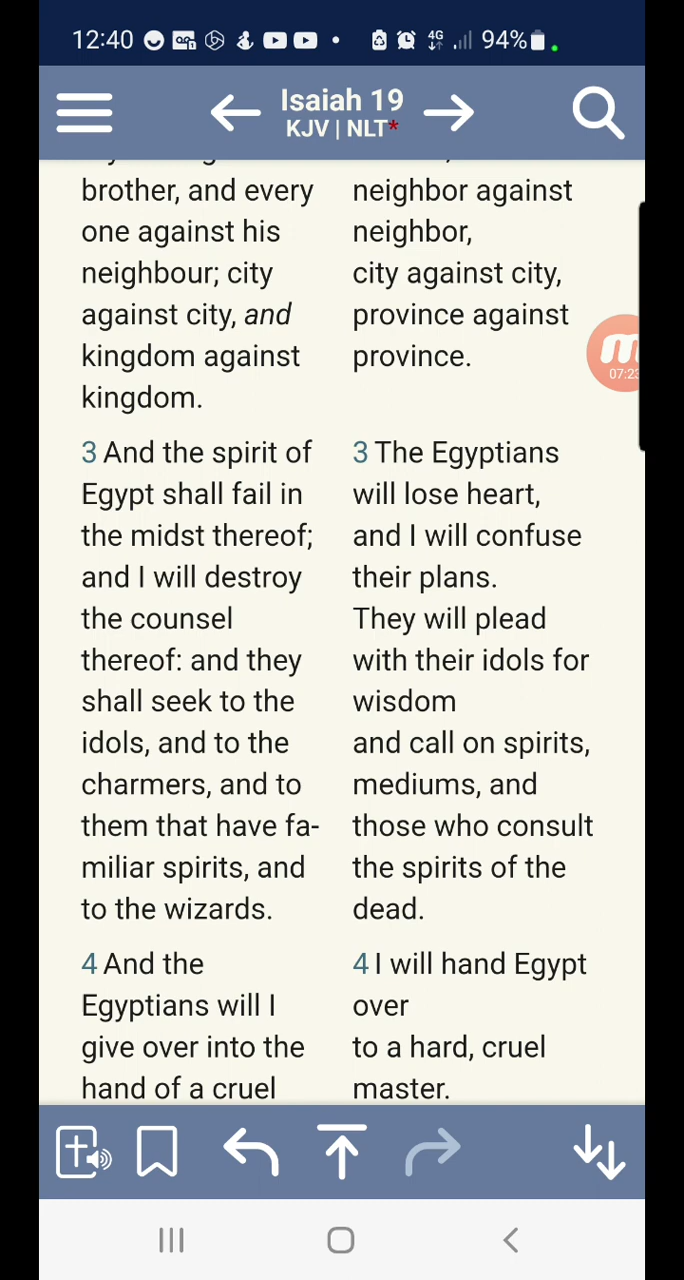 12:40
4G
94%
Isaiah 19
KJV | NLT*
brother, and every
one against his
neighbour; city
against city, and
kingdom against
kingdom.
3 And the spirit of
Egypt shall fail in
the midst thereof;
and I will destroy
the counsel
thereof: and they
shall seek to the
idols, and to the
charmers, and to
them that have fa-
miliar spirits, and
to the wizards.
4 And the
Egyptians will I
give over into the
hand of a cruel
neighbor against
neighbor,
city against city,
province against
province.
3 The Egyptians
will lose heart,
and I will confuse
their plans.
They will plead
with their idols for
wisdom
and call on spirits,
mediums, and
those who consult
the spirits of the
dead.
4 I will hand Egypt
over
to a hard, cruel
master.
07:23